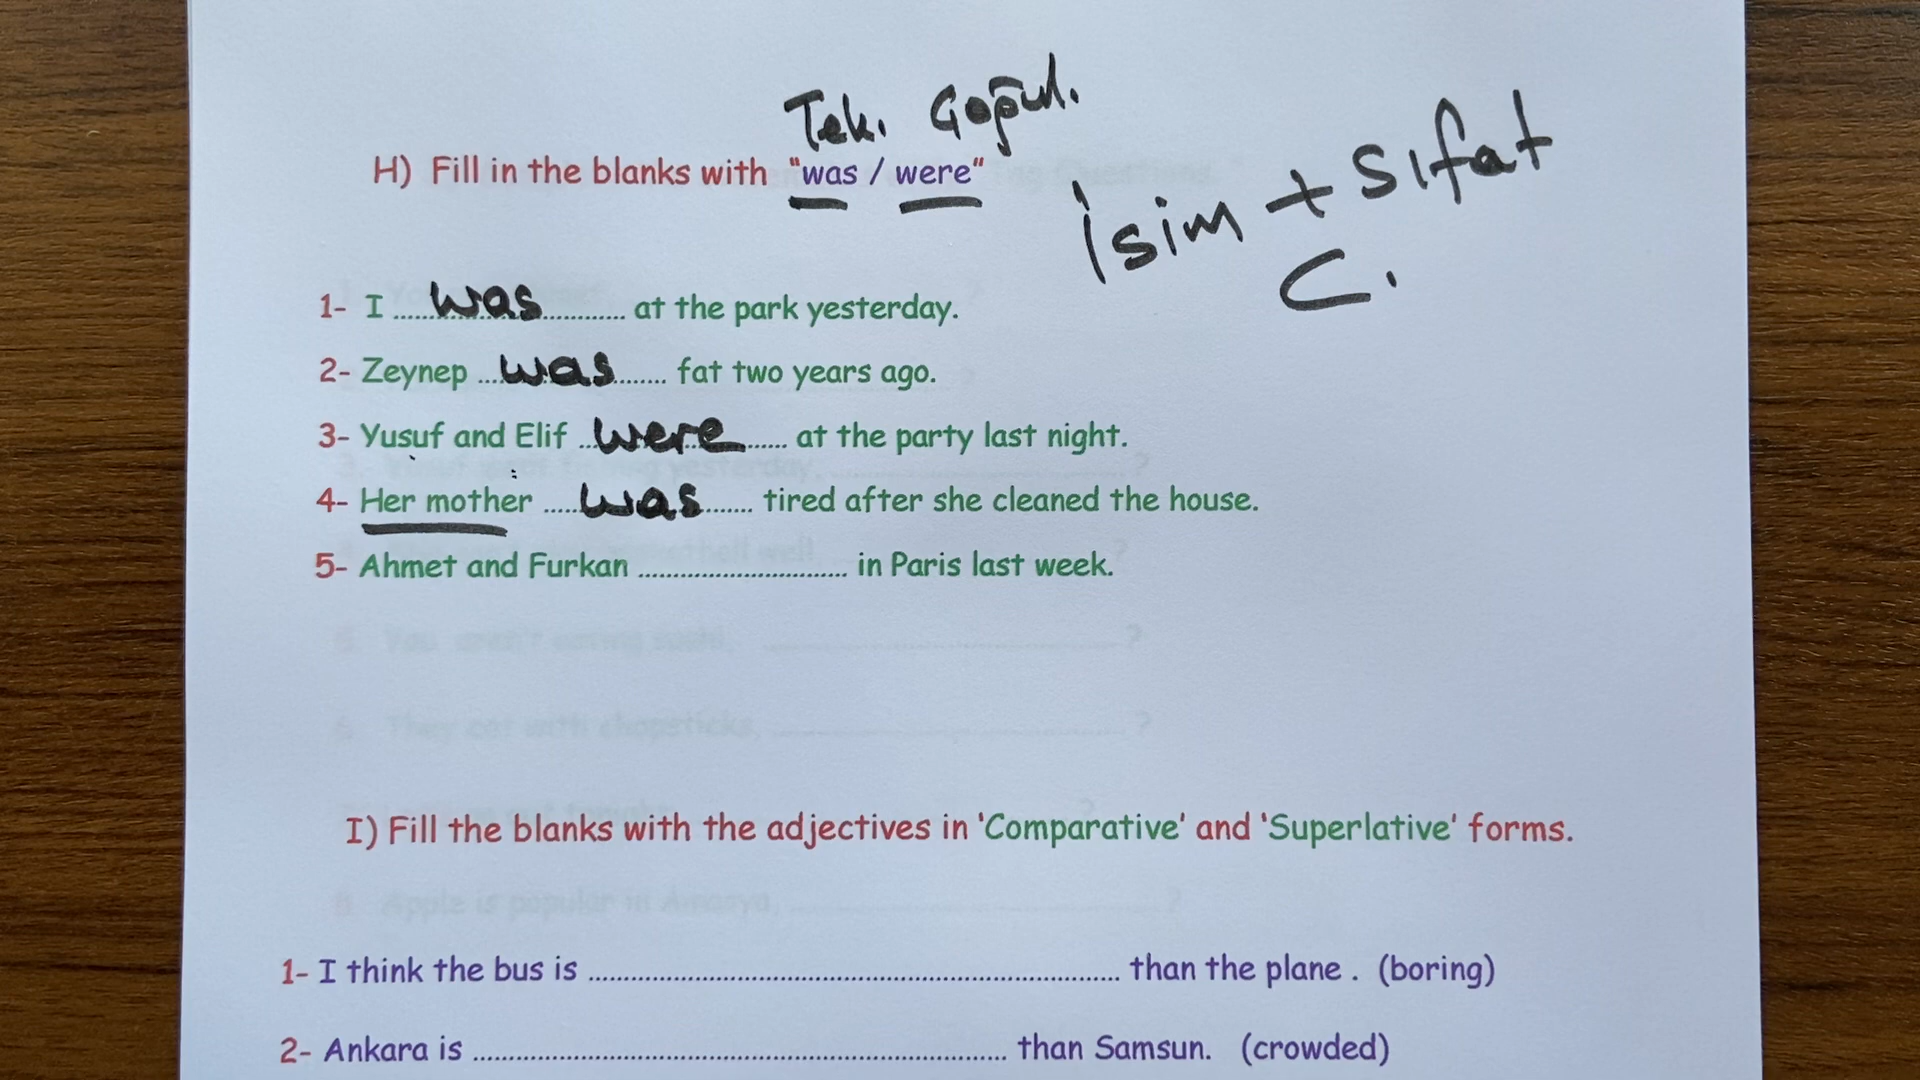 Tek. Çoğul.
H) Fill in the blanks with "was / were"
İsim + Sıfat
C.
1- I was at the park yesterday.
2- Zeynep was fat two years ago.
3- Yusuf and Elif were at the party last night.
4- Her mother was tired after she cleaned the house.
5- Ahmet and Furkan .............................. in Paris last week.
I) Fill the blanks with the adjectives in 'Comparative' and 'Superlative' forms.
1- I think the bus is .............................. than the plane . (boring)
2- Ankara is .............................. than Samsun. (crowded)